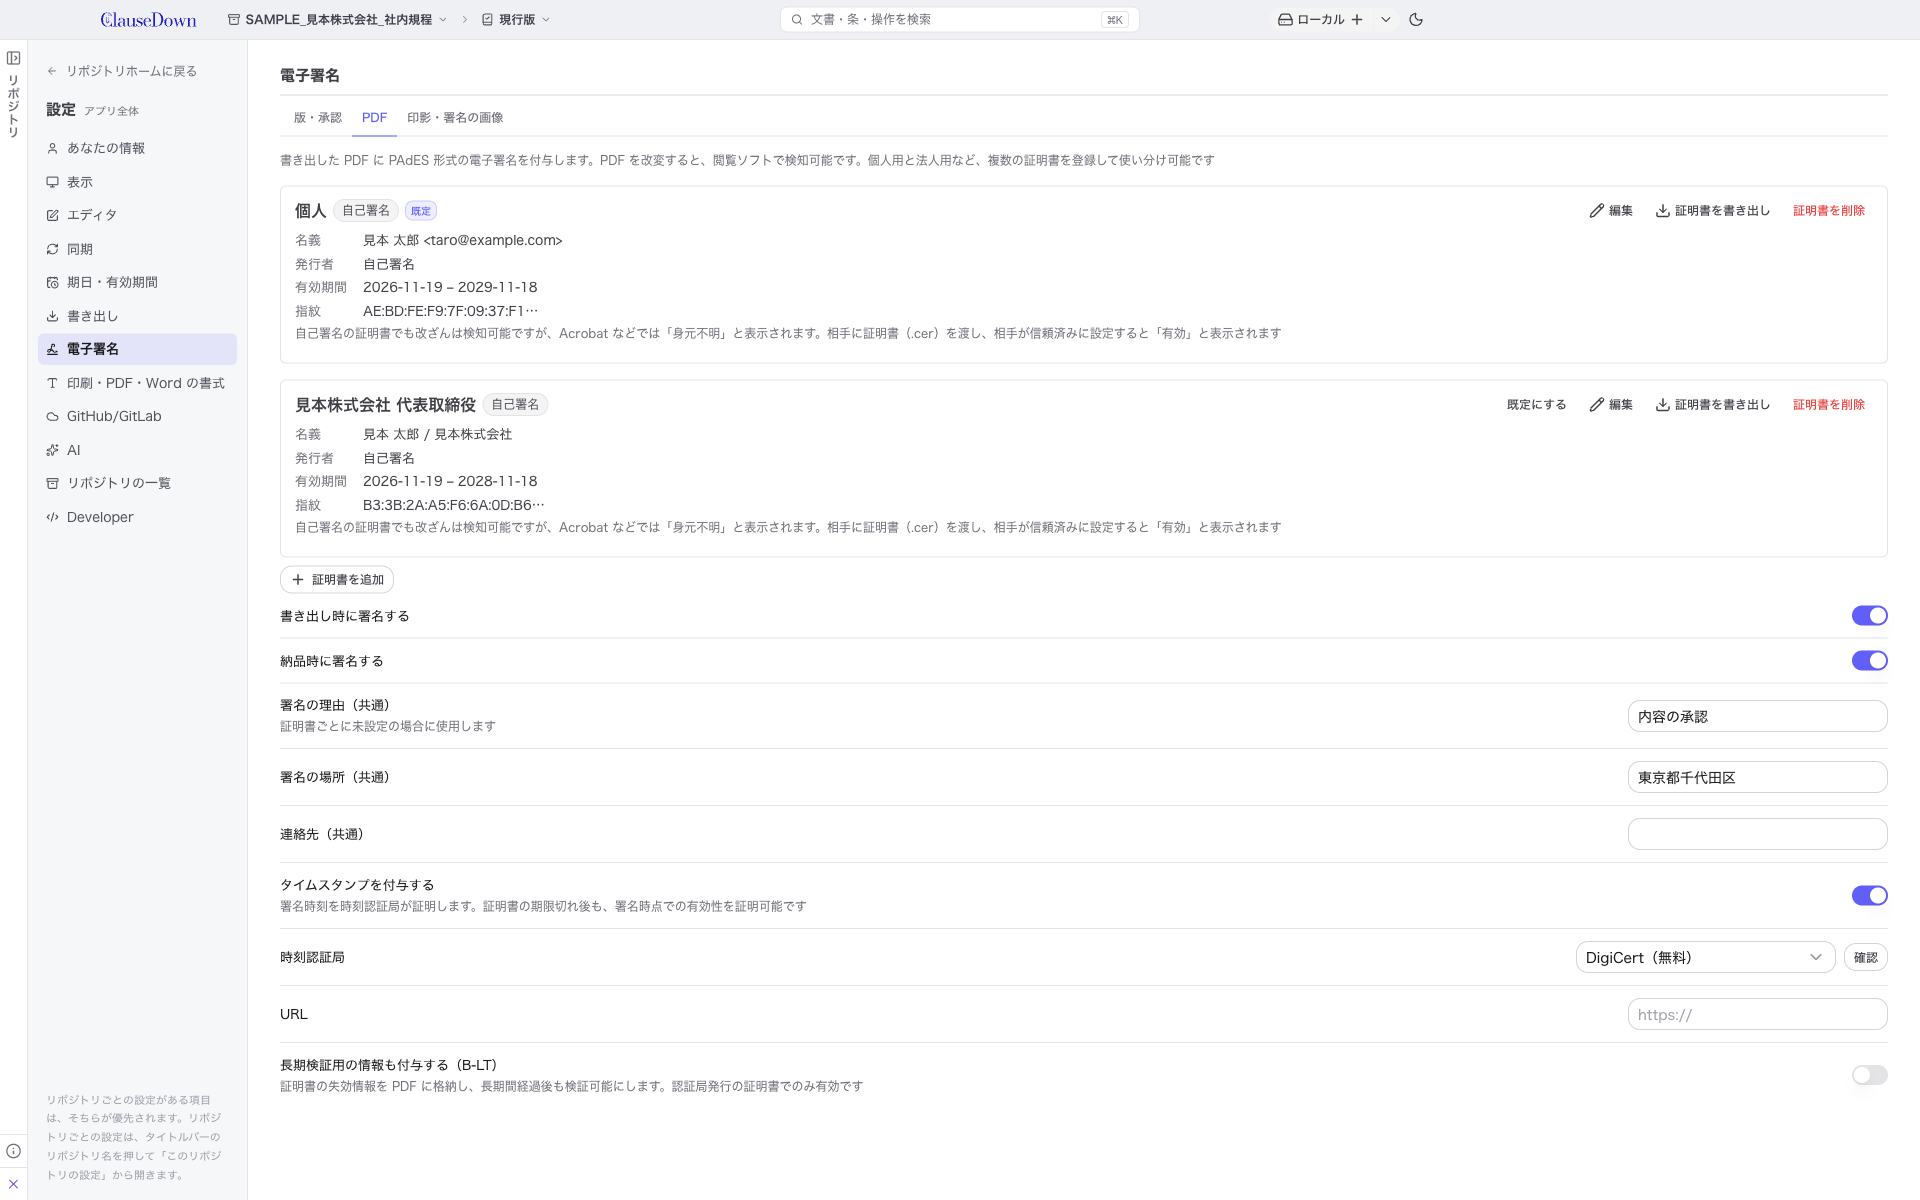 ClauseDown
SAMPLE_見本株式会社_社内規程
現行版
文書・条・操作を検索
⌘K
ローカル
リポジトリ
リポジトリホームに戻る
設定 アプリ全体
あなたの情報
表示
エディタ
同期
期日・有効期間
書き出し
電子署名
印刷・PDF・Word の書式
GitHub/GitLab
AI
リポジトリの一覧
Developer
リポジトリごとの設定がある項目
は、そちらが優先されます。リポジ
トリごとの設定は、タイトルバーの
リポジトリ名を押して「このリポジ
トリの設定」から開きます。
電子署名
版・承認 PDF 印影・署名の画像
書き出した PDF に PAdES 形式の電子署名を付与します。PDF を改変すると、閲覧ソフトで検知可能です。個人用と法人用など、複数の証明書を登録して使い分け可能です
個人 自己署名 既定 編集 証明書を書き出し 証明書を削除
名義 見本 太郎 <taro@example.com>
発行者 自己署名
有効期間 2026-11-19 – 2029-11-18
指紋 AE:BD:FE:F9:7F:09:37:F1…
自己署名の証明書でも改ざんは検知可能ですが、Acrobat などでは「身元不明」と表示されます。相手に証明書（.cer）を渡し、相手が信頼済みに設定すると「有効」と表示されます
見本株式会社 代表取締役 自己署名 既定にする 編集 証明書を書き出し 証明書を削除
名義 見本 太郎 / 見本株式会社
発行者 自己署名
有効期間 2026-11-19 – 2028-11-18
指紋 B3:3B:2A:A5:F6:6A:0D:B6…
自己署名の証明書でも改ざんは検知可能ですが、Acrobat などでは「身元不明」と表示されます。相手に証明書（.cer）を渡し、相手が信頼済みに設定すると「有効」と表示されます
証明書を追加
書き出し時に署名する
納品時に署名する
署名の理由（共通）
証明書ごとに未設定の場合に使用します
内容の承認
署名の場所（共通）
東京都千代田区
連絡先（共通）
タイムスタンプを付与する
署名時刻を時刻認証局が証明します。証明書の期限切れ後も、署名時点での有効性を証明可能です
時刻認証局
DigiCert（無料）
確認
URL
https://
長期検証用の情報も付与する（B-LT）
証明書の失効情報を PDF に格納し、長期間経過後も検証可能にします。認証局発行の証明書でのみ有効です